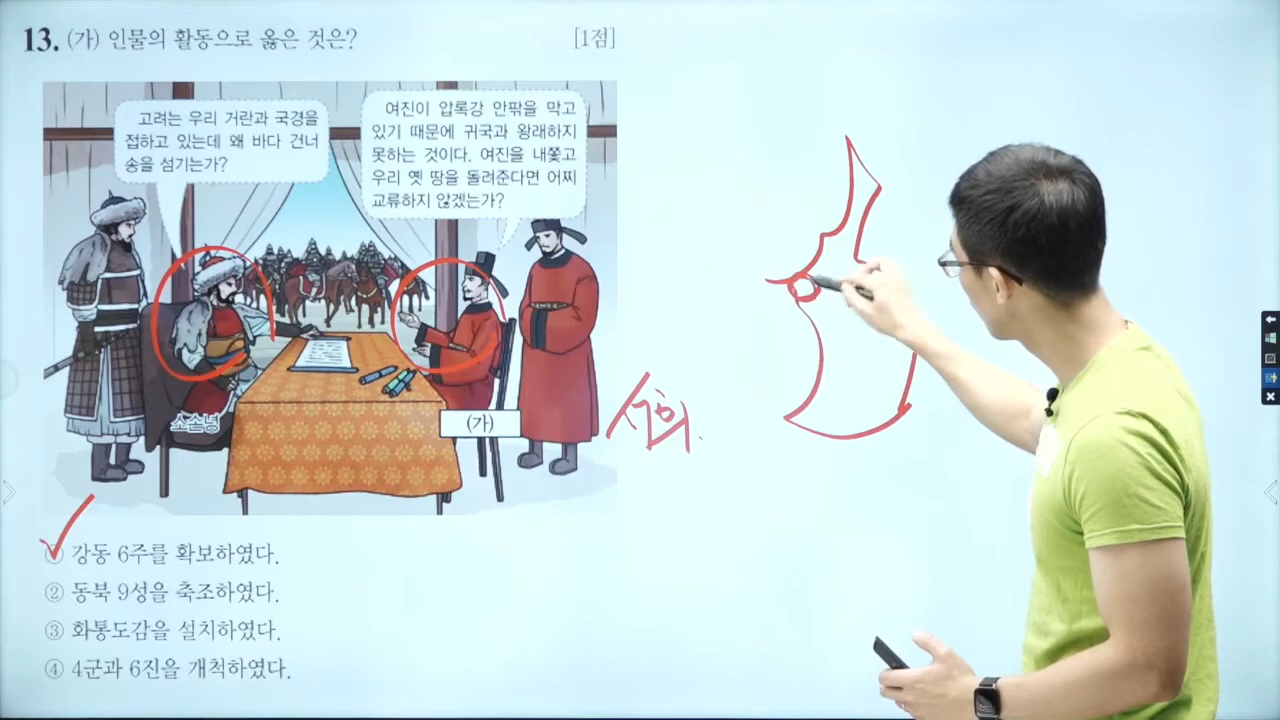 13. (가) 인물의 활동으로 옳은 것은? [1점]
고려는 우리 거란과 국경을
접하고 있는데 왜 바다 건너
송을 섬기는가?
여진이 압록강 안팎을 막고
있기 때문에 귀국과 왕래하지
못하는 것이다. 여진을 내쫓고
우리 옛 땅을 돌려준다면 어찌
교류하지 않겠는가?
소손녕
(가)
서희.
① 강동 6주를 확보하였다.
② 동북 9성을 축조하였다.
③ 화통도감을 설치하였다.
④ 4군과 6진을 개척하였다.